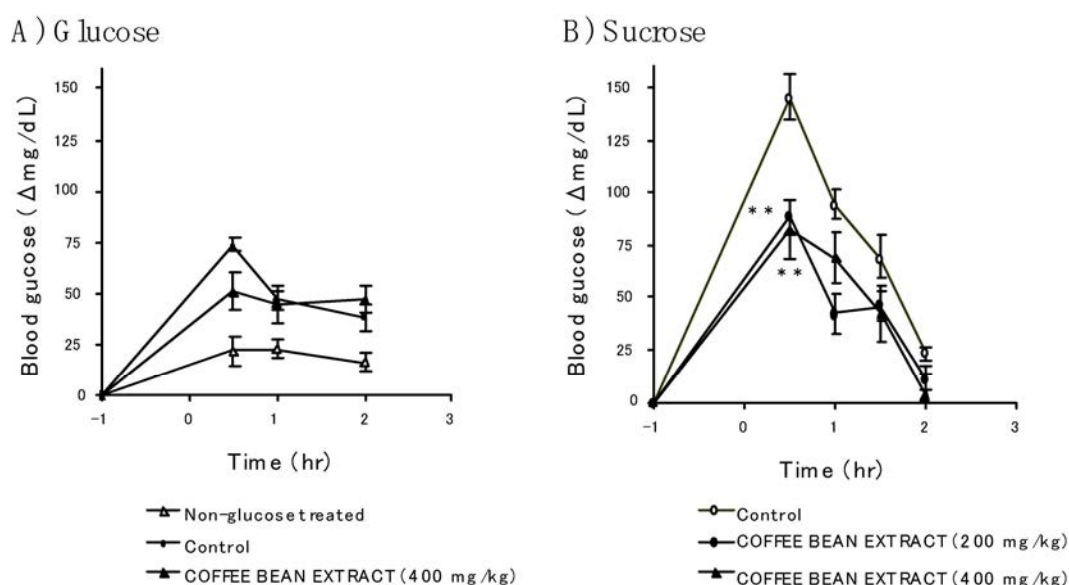 A) Glucose
Blood gucose (Δmg/dL)
150
125
100
75
50
25
0
-1
0
1
2
3
Time (hr)
Non-glucose treated
Control
COFFEE BEAN EXTRACT (400 mg/kg)
B) Sucrose
Blood gucose (Δmg/dL)
150
125
100
75
50
25
0
**
**
-1
0
1
2
3
Time (hr)
Control
COFFEE BEAN EXTRACT (200 mg/kg)
COFFEE BEAN EXTRACT (400 mg/kg)